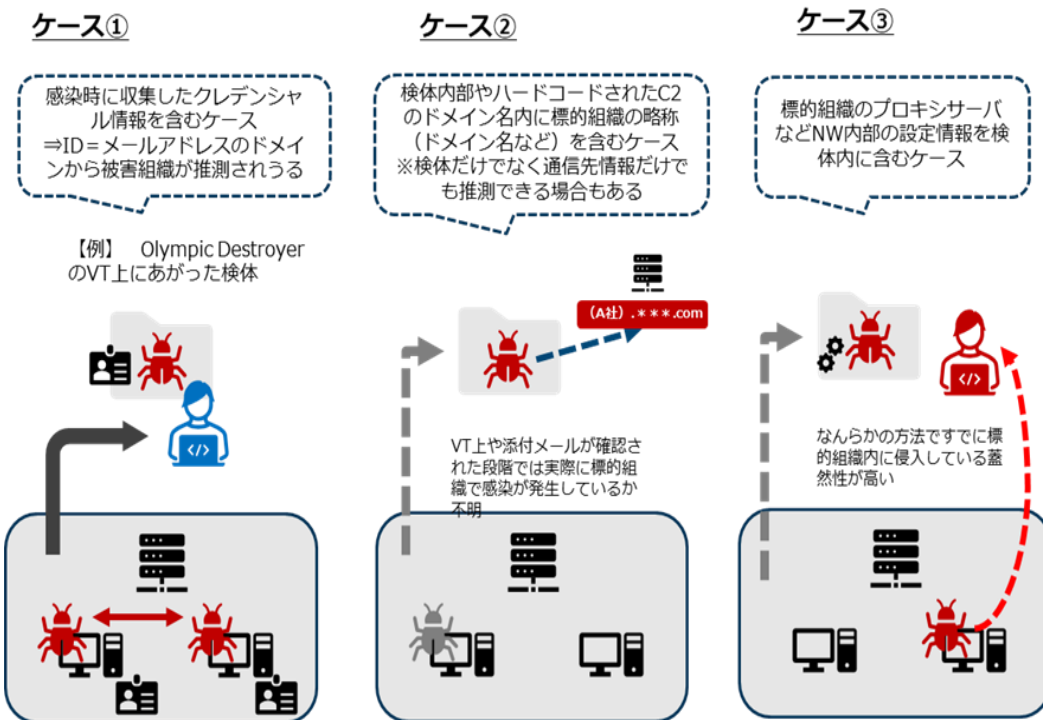 ケース①
感染時に収集したクレデンシャ
ル情報を含むケース
⇒ID＝メールアドレスのドメイ
ンから被害組織が推測されうる
【例】　Olympic Destroyer
のVT上にあがった検体
ケース②
検体内部やハードコードされたC2
のドメイン名内に標的組織の略称
（ドメイン名など）を含むケース
※検体だけでなく通信先情報だけで
も推測できる場合もある
（A社）.＊＊＊.com
VT上や添付メールが確認さ
れた段階では実際に標的組
織で感染が発生しているか
不明
ケース③
標的組織のプロキシサーバ
などNW内部の設定情報を検
体内に含むケース
なんらかの方法ですでに標
的組織内に侵入している蓋
然性が高い